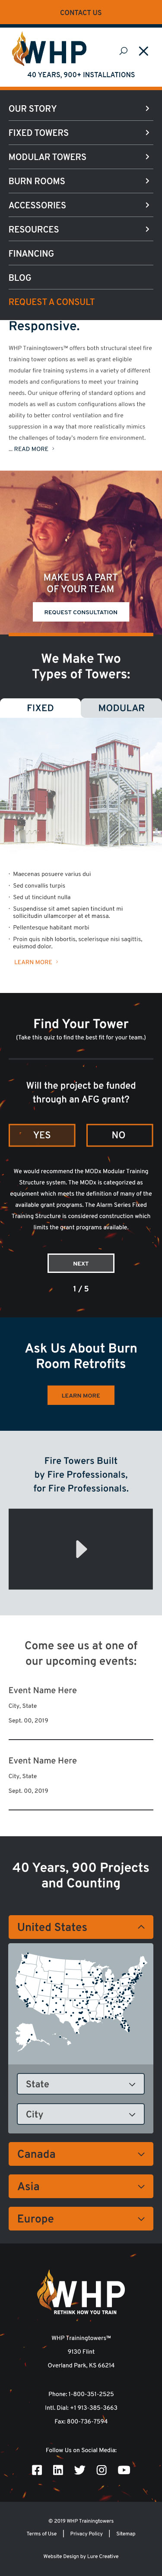 CONTACT US
WHP
40 YEARS, 900+ INSTALLATIONS
OUR STORY
FIXED TOWERS
MODULAR TOWERS
BURN ROOMS
ACCESSORIES
RESOURCES
FINANCING
BLOG
REQUEST A CONSULT
Responsive.
WHP Trainingtowers™ offers both structural steel fire
training tower options as well as grant eligible
modular fire training systems in a variety of different
models and configurations to meet your training
needs. Our unique offering of standard options and
models as well as custom configuration allows the
ability to better control ventilation and fire
suppression in a way that more realistically mimics
the challenges of today's modern fire environment.
... READ MORE
MAKE US A PART
OF YOUR TEAM
REQUEST CONSULTATION
We Make Two
Types of Towers:
FIXED
MODULAR
· Maecenas posuere varius dui
· Sed convallis turpis
· Sed ut tincidunt nulla
· Suspendisse sit amet sapien tincidunt mi
sollicitudin ullamcorper at et massa.
· Pellentesque habitant morbi
· Proin quis nibh lobortis, scelerisque nisi sagittis,
euismod dolor.
LEARN MORE
Find Your Tower
(Take this quiz to find the best fit for your team.)
Will the project be funded
through an AFG grant?
YES
NO
We would recommend the MODx Modular Training
Structure system. The MODx is categorized as
equipment which meets the definition of many of the
available grant programs. The Alarm Series Fixed
Training Structure is considered construction which
limits the grant programs available.
NEXT
1 / 5
Ask Us About Burn
Room Retrofits
LEARN MORE
Fire Towers Built
by Fire Professionals,
for Fire Professionals.
Come see us at one of
our upcoming events:
Event Name Here
City, State
Sept. 00, 2019
Event Name Here
City, State
Sept. 00, 2019
40 Years, 900 Projects
and Counting
United States
State
City
Canada
Asia
Europe
WHP
RETHINK HOW YOU TRAIN
WHP Trainingtowers™
9130 Flint
Overland Park, KS 66214
Phone: 1-800-351-2525
Intl. Dial: +1 913-385-3663
Fax: 800-736-7594
Follow Us on Social Media:
© 2019 WHP Trainingtowers
Terms of Use | Privacy Policy | Sitemap
Website Design by Lure Creative